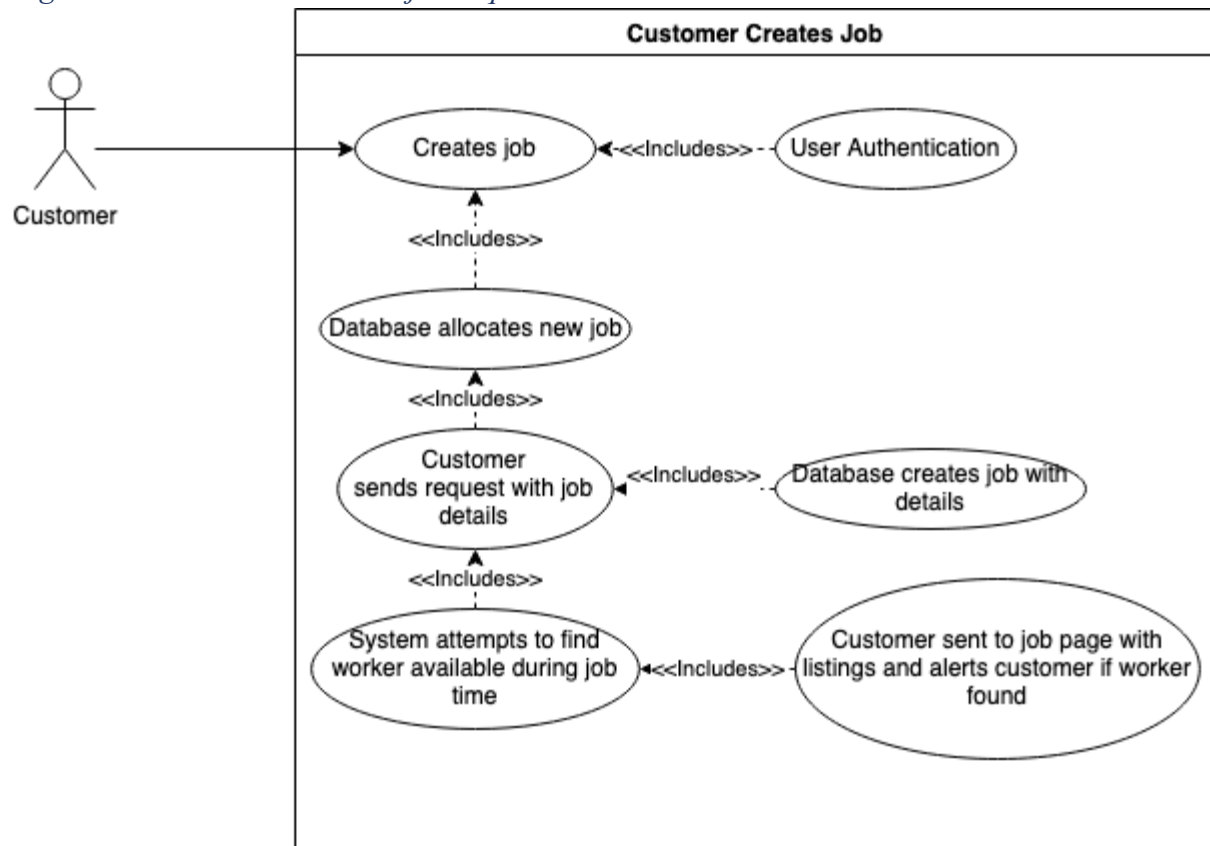 Customer Creates Job
Customer
Creates job
<<Includes>>
User Authentication
<<Includes>>
Database allocates new job
<<Includes>>
Customer
sends request with job
details
<<Includes>>
Database creates job with
details
<<Includes>>
System attempts to find
worker available during job
time
<<Includes>>
Customer sent to job page with
listings and alerts customer if worker
found